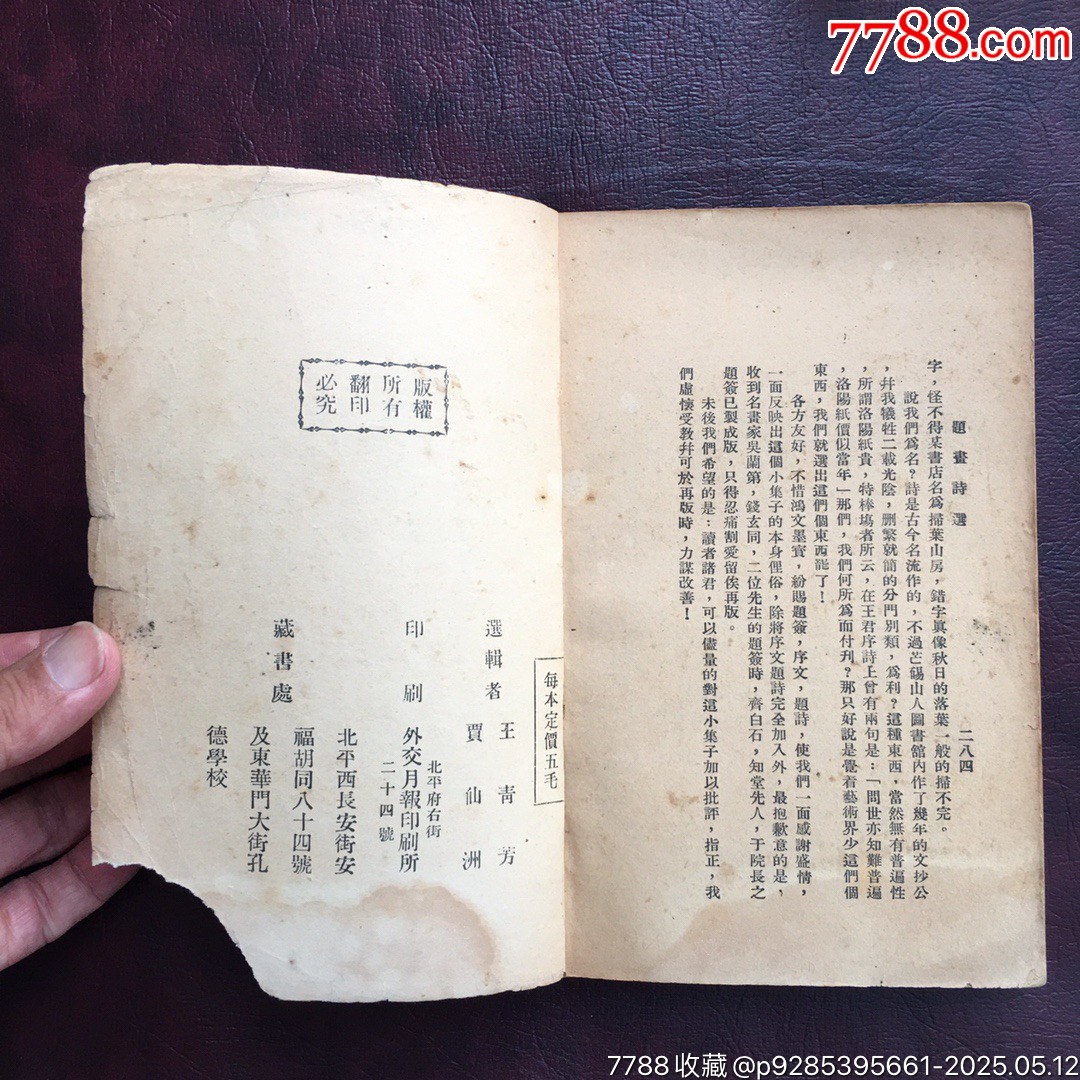 7788.com
題畫詩選
二八四
字，怪不得某書店名爲掃葉山房，錯字眞像秋日的落葉一般的掃不完。
說我們爲名？詩是古今名流作的，不過芒碭山人圖書館內作了幾年的文抄公
，幷我犧牲二載光陰，刪繁就簡的分門別類，爲利？這種東西，當然無有普遍性
，所謂洛陽紙貴，特棒塲者所云，在王君序詩上曾有兩句是：「問世亦知難普遍
，洛陽紙價似當年」那們，我們何所爲而付刋？那只好說是覺着藝術界少這們個
東西，我們就選出這們個東西罷了！
各方友好，不惜鴻文墨寶，紛賜題簽，序文，題詩，使我們一面感謝盛情，
一面反映出這個小集子的本身俚俗，除將序文題詩完全加入外，最抱歉意的是，
收到名畫家吳蘭第，錢玄同，二位先生的題簽時，齊白石，知堂先人，于院長之
題簽已製成版，只得忍痛割愛留俟再版。
末後我們希望的是：讀者諸君，可以儘量的對這小集子加以批評，指正，我
們虛懷受敎幷可於再版時，力謀改善！
每本定價五毛
版權
所有
翻印
必究
選輯者
王靑芳
賈仙洲
印刷
北平府右街
外交月報印刷所
二十四號
藏書處
北平西長安街安
福胡同八十四號
及東華門大街孔
德學校
7788收藏@p9285395661-2025.05.12